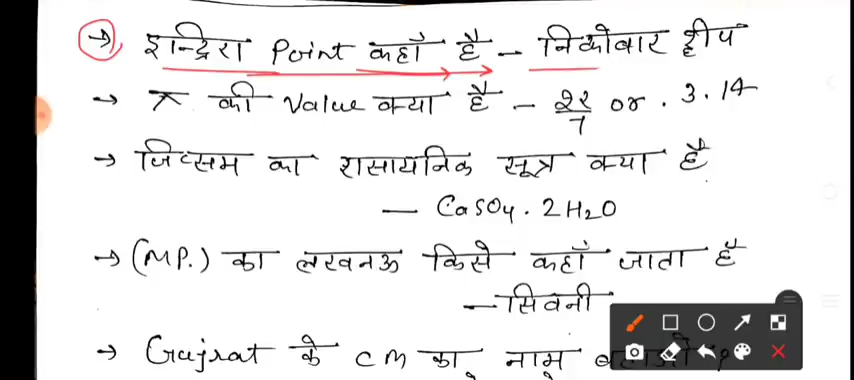 → इन्दिरा Point कहाँ है – निकोबार द्वीप
→ π की Value क्या है – 22/7 or . 3.14
→ जिप्सम का रासायनिक सूत्र क्या है
— CaSO4 . 2H2O
→ (MP.) का लखनऊ किसे कहाँ जाता है
— सिवनी
→ Gujrat के CM का नाम